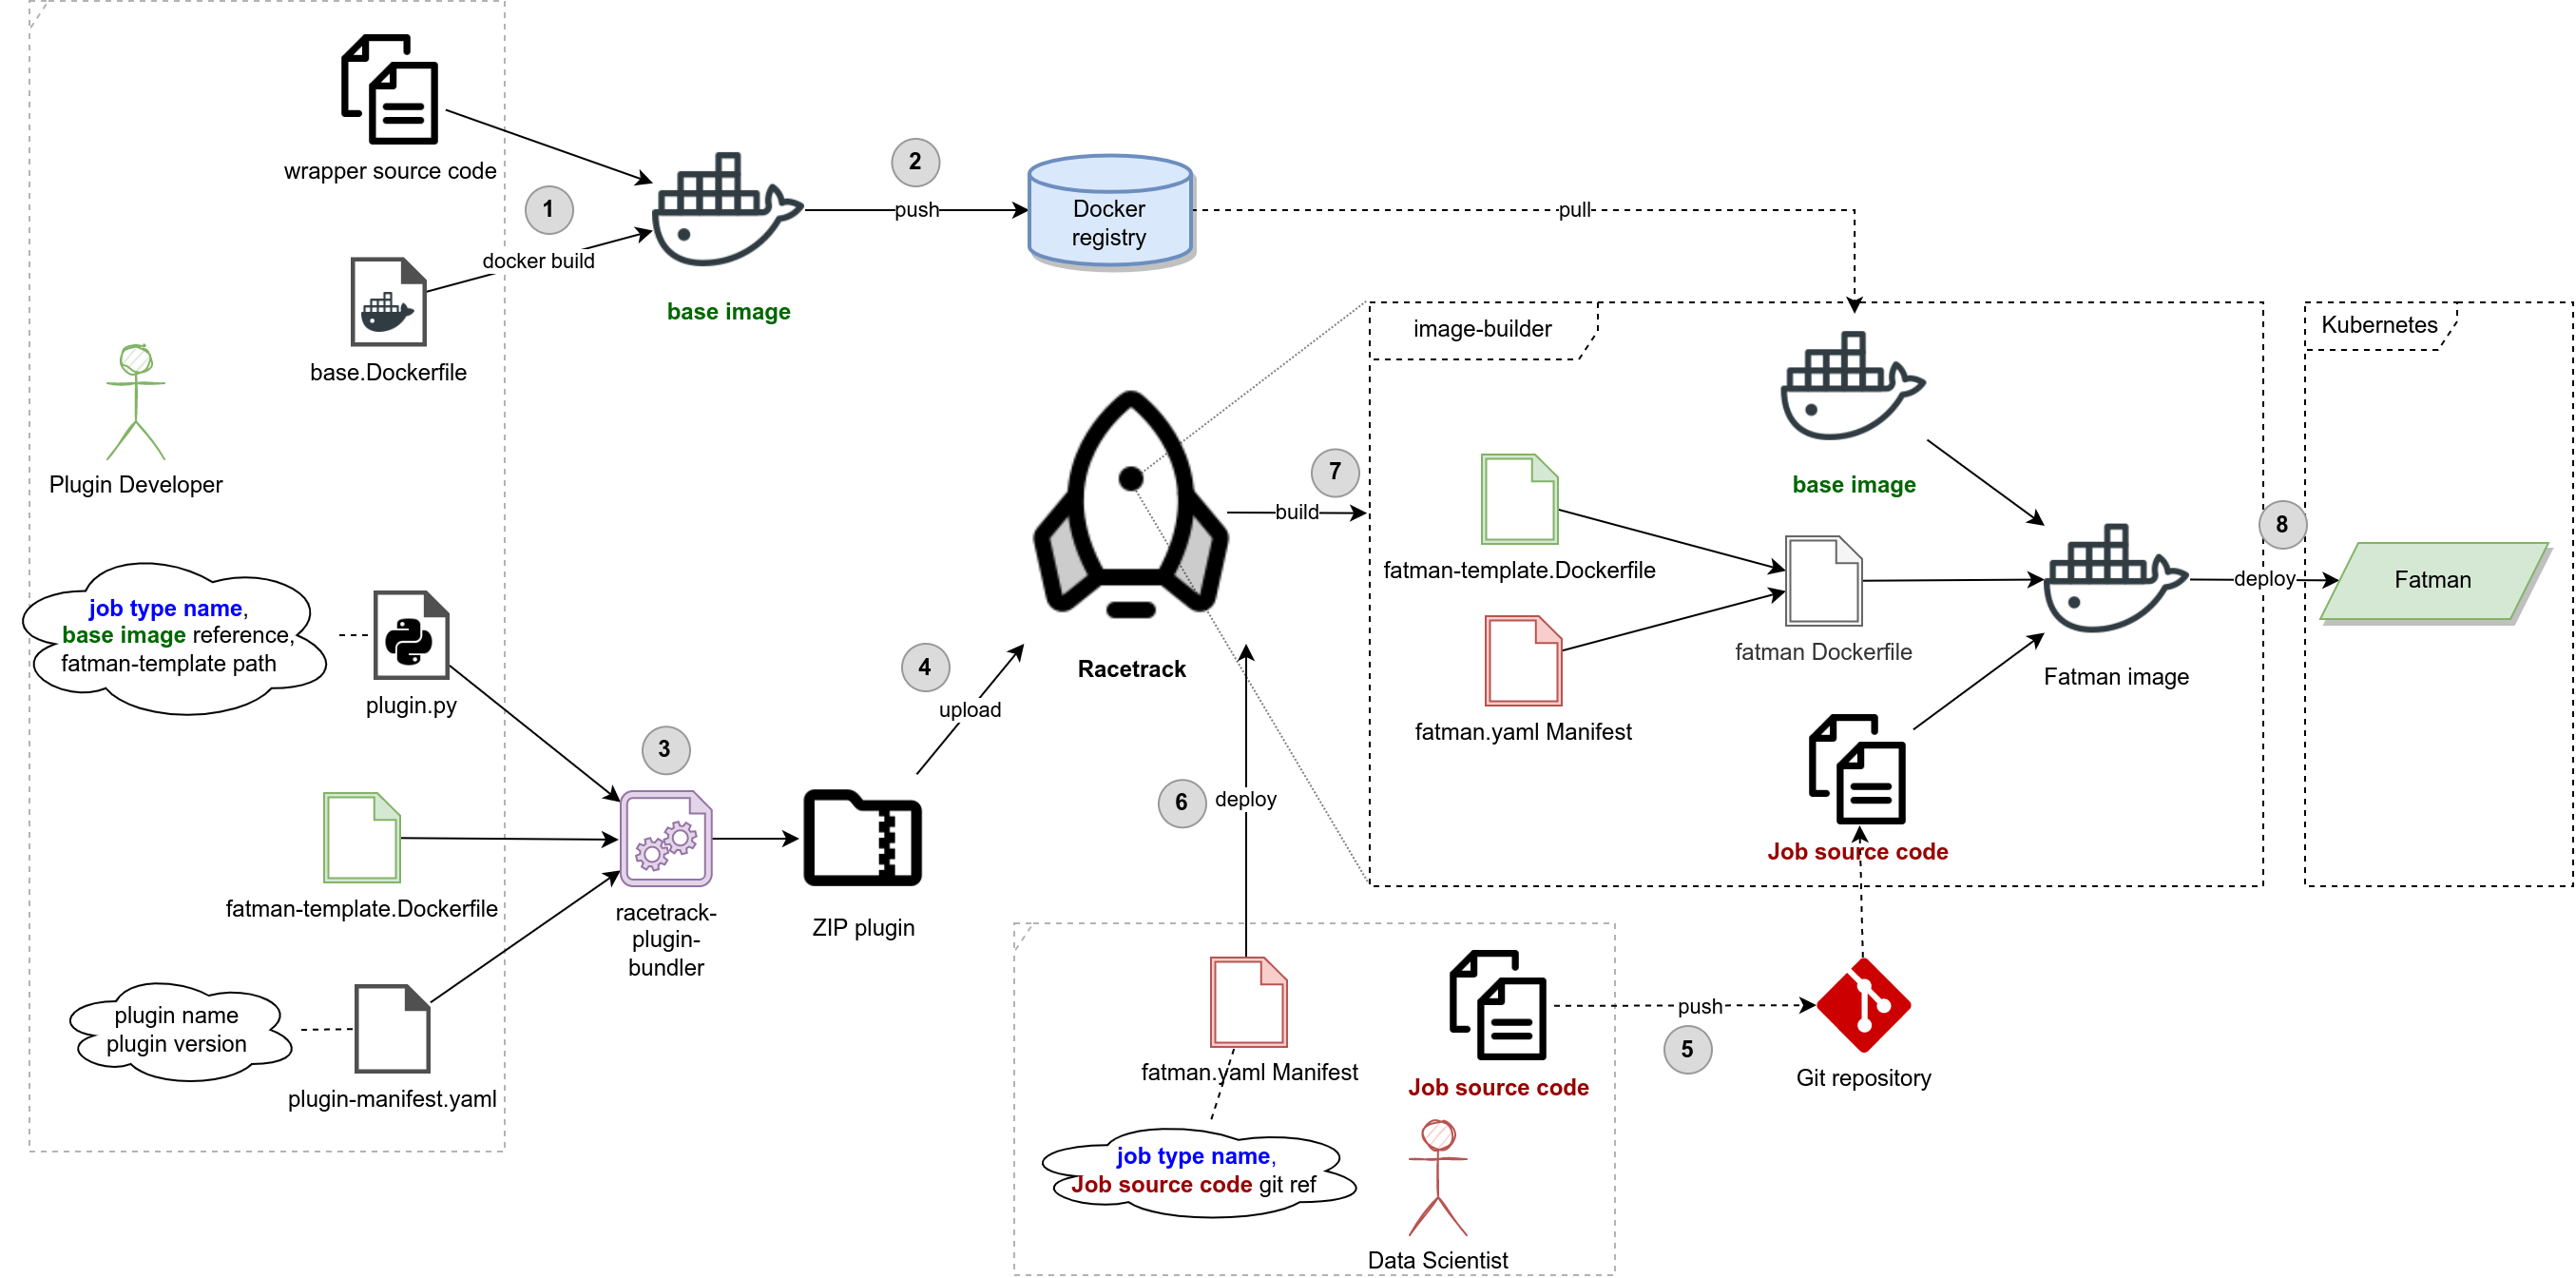 wrapper source code
1
docker build
base.Dockerfile
base image
2
push
Docker
registry
pull
Plugin Developer
job type name,
base image reference,
fatman-template path
plugin.py
fatman-template.Dockerfile
plugin name
plugin version
plugin-manifest.yaml
3
racetrack-
plugin-
bundler
ZIP plugin
4
upload
Racetrack
7
build
6
deploy
image-builder
base image
fatman-template.Dockerfile
fatman.yaml Manifest
fatman Dockerfile
Fatman image
Job source code
8
deploy
Kubernetes
Fatman
fatman.yaml Manifest
Job source code
job type name,
Job source code git ref
Data Scientist
push
5
Git repository